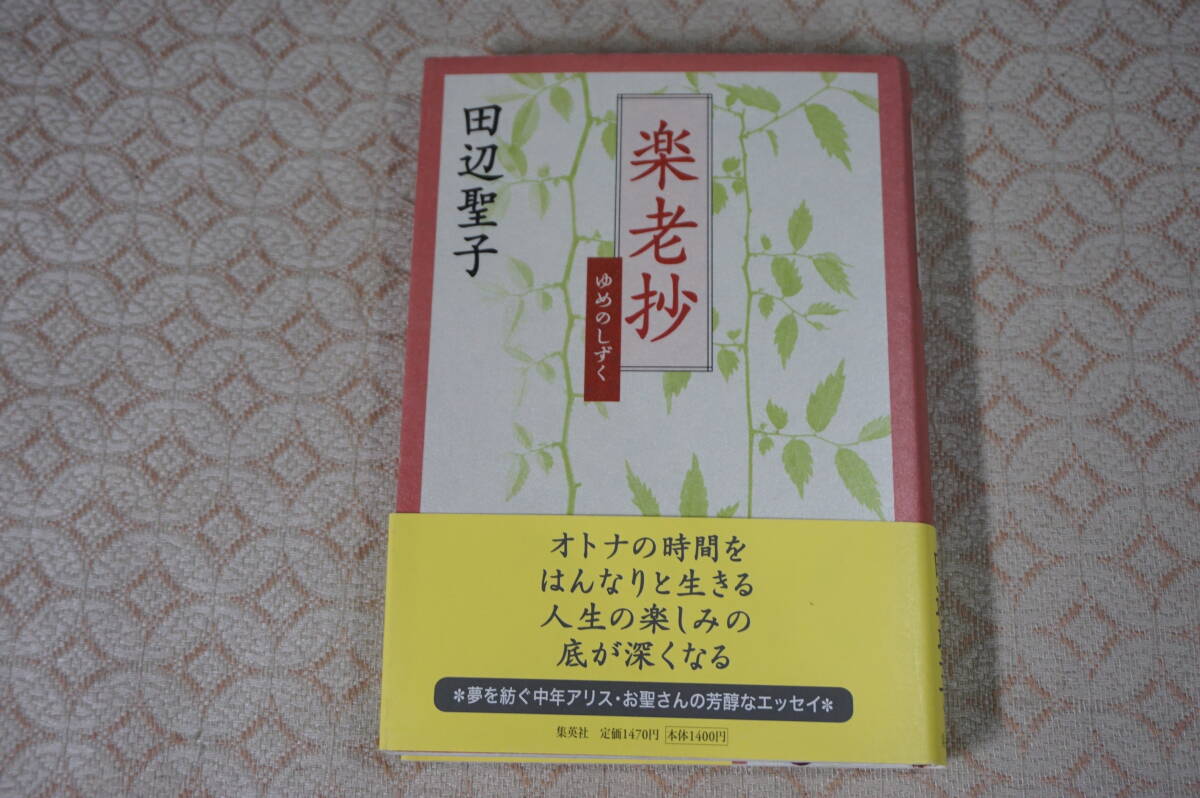 楽老抄
ゆめのしずく
田辺聖子
オトナの時間を
はんなりと生きる
人生の楽しみの
底が深くなる
＊夢を紡ぐ中年アリス・お聖さんの芳醇なエッセイ＊
集英社 定価1470円 本体1400円